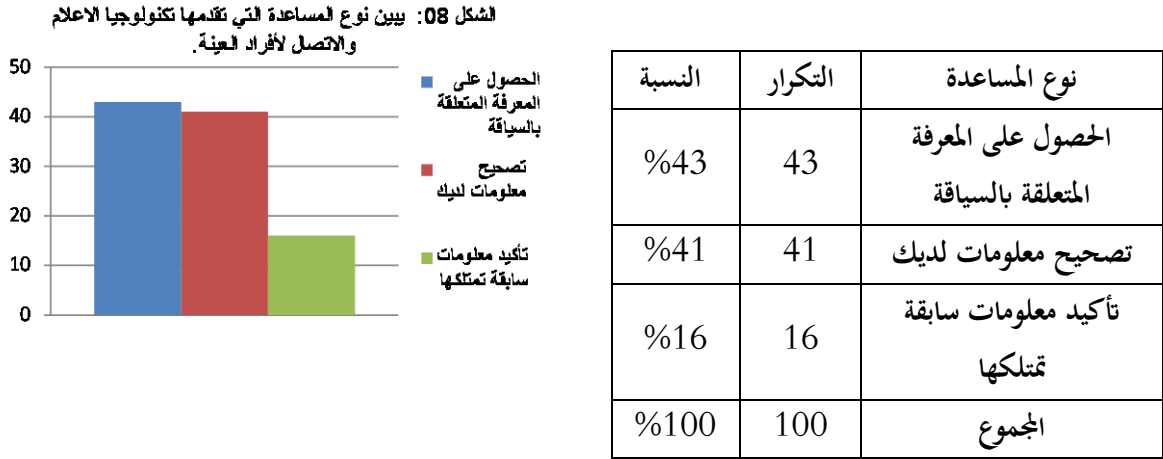 الشكل 08: يبين نوع المساعدة التي تقدمها تكنولوجيا الاعلام
والاتصال لأفراد العينة.
50
40
30
20
10
0
الحصول على
المعرفة المتعلقة
بالسياقة
تصحيح
معلومات لديك
تأكيد معلومات
سابقة تمتلكها
نوع المساعدة التكرار النسبة
الحصول على المعرفة
المتعلقة بالسياقة
43 %43
تصحيح معلومات لديك 41 %41
تأكيد معلومات سابقة
تمتلكها
16 %16
المجموع 100 %100